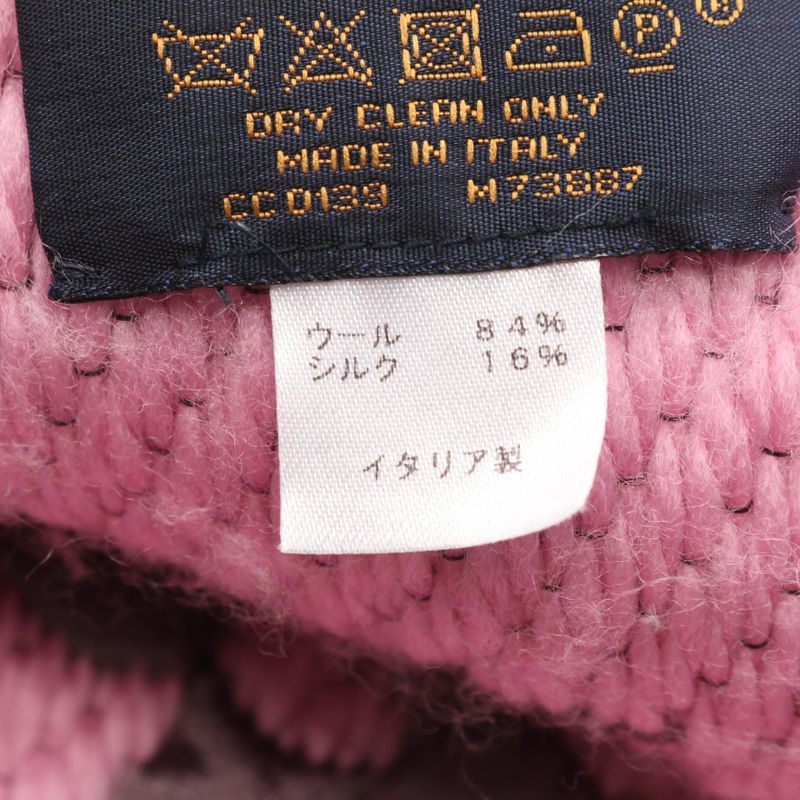 P
®
DRY CLEAN ONLY
MADE IN ITALY
CC0139 M73887
ウール 84%
シルク 16%
イタリア製